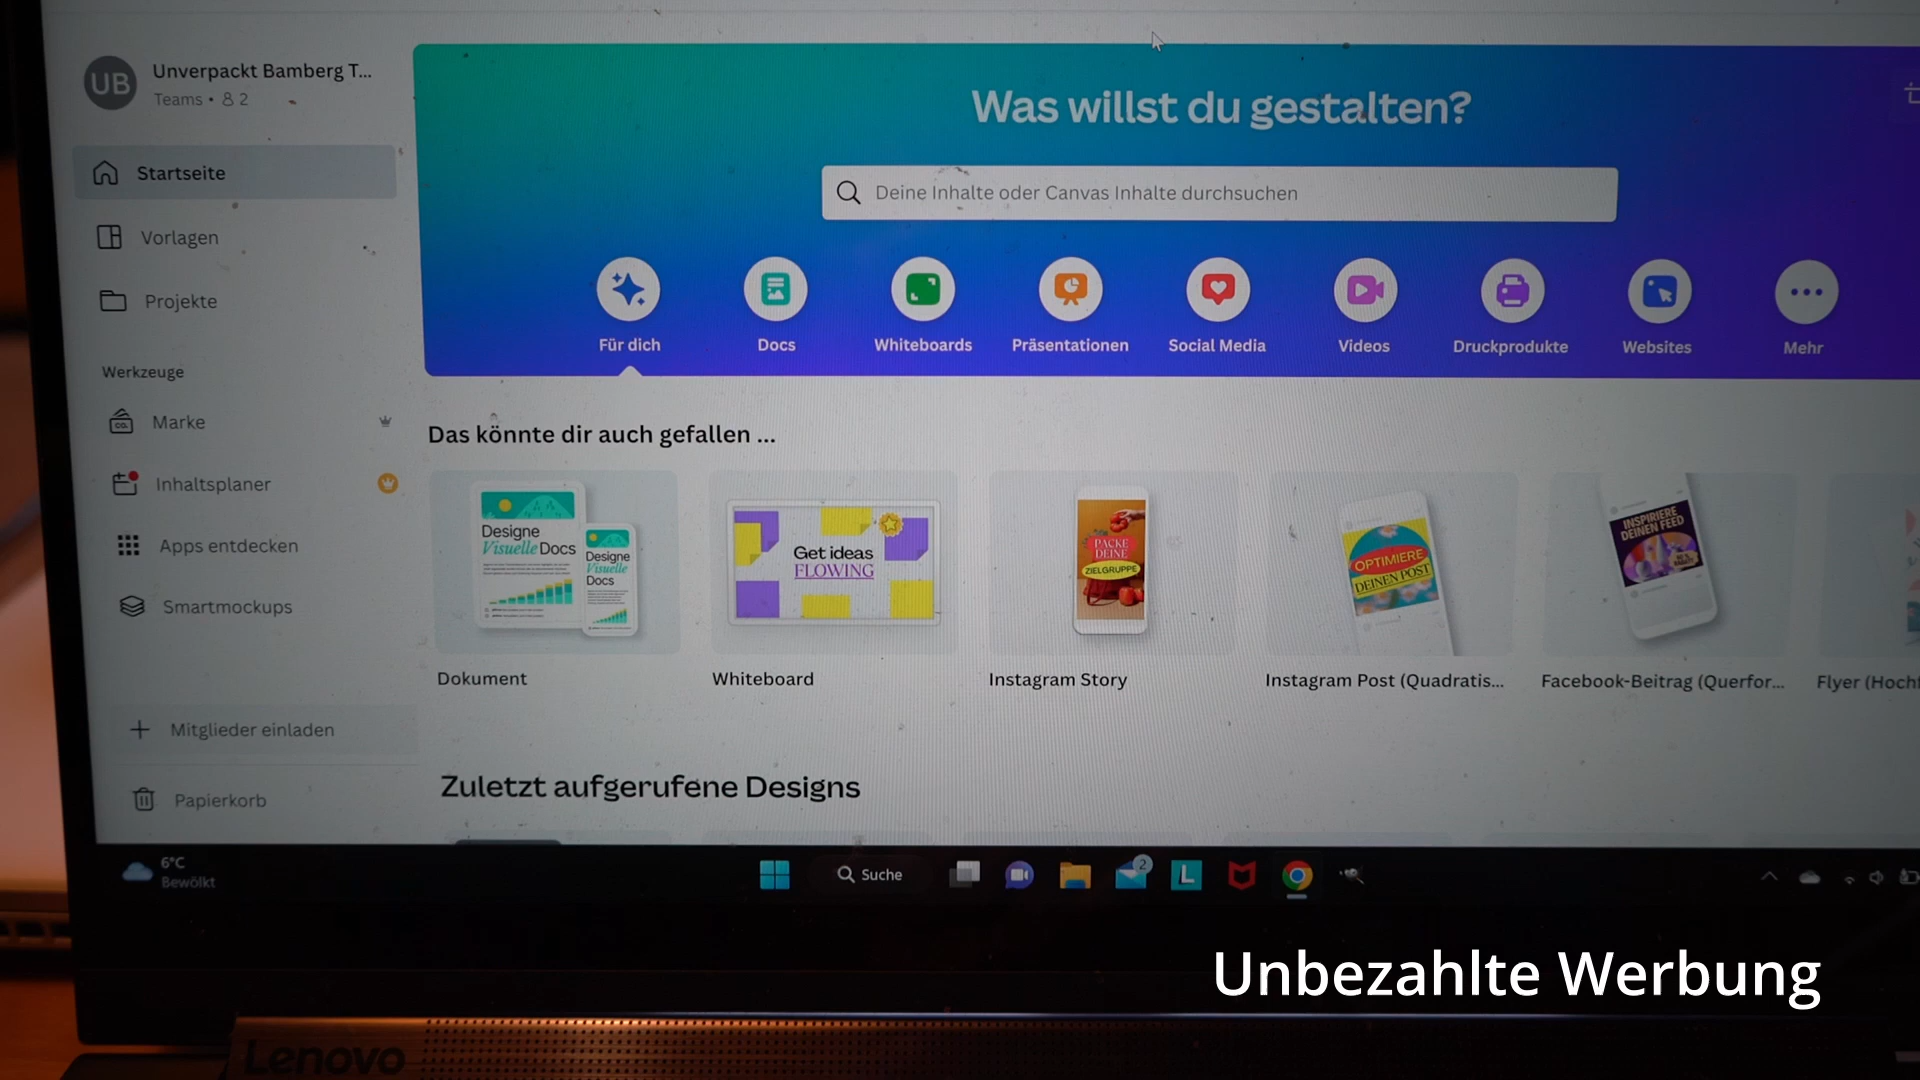 UB
Unverpackt Bamberg T...
Teams • 2
Startseite
Vorlagen
Projekte
Werkzeuge
Marke
Inhaltsplaner
Apps entdecken
Smartmockups
Mitglieder einladen
Papierkorb
Was willst du gestalten?
Deine Inhalte oder Canvas Inhalte durchsuchen
Für dich
Docs
Whiteboards
Präsentationen
Social Media
Videos
Druckprodukte
Websites
Mehr
Das könnte dir auch gefallen ...
Designe
Visuelle Docs
Designe
Visuelle
Docs
Get ideas
FLOWING
PACKE
DEINE
ZIELGRUPPE
OPTIMIERE
DEINEN POST
INSPIRIERE
DEINEN FEED
Dokument
Whiteboard
Instagram Story
Instagram Post (Quadratis...
Facebook-Beitrag (Querfor...
Flyer (Hoch
Zuletzt aufgerufene Designs
6°C
Bewölkt
Suche
2
L
Unbezahlte Werbung
Lenovo